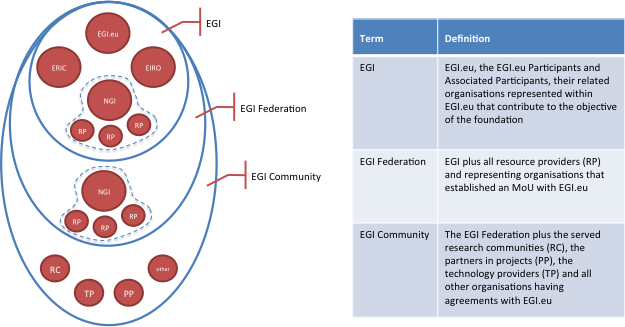 EGI
EGI.eu
ERIC
EIRO
NGI
RP
RP
RP
EGI Federation
EGI Community
NGI
RP
RP
RP
RC
other
TP
PP
Term Definition
EGI EGI.eu, the EGI.eu Participants and
Associated Participants, their related
organisations represented within
EGI.eu that contribute to the objective
of the foundation
EGI Federation EGI plus all resource providers (RP)
and representing organisations that
established an MoU with EGI.eu
EGI Community The EGI Federation plus the served
research communities (RC), the
partners in projects (PP), the
technology providers (TP) and all
other organisations having
agreements with EGI.eu